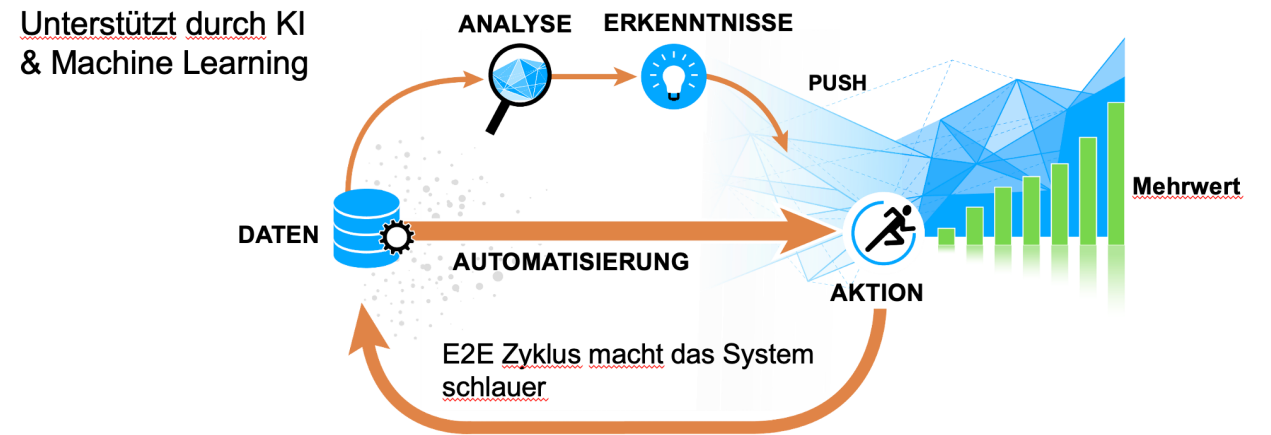 Unterstützt durch KI
& Machine Learning
ANALYSE
ERKENNTNISSE
PUSH
Mehrwert
DATEN
AUTOMATISIERUNG
AKTION
E2E Zyklus macht das System
schlauer